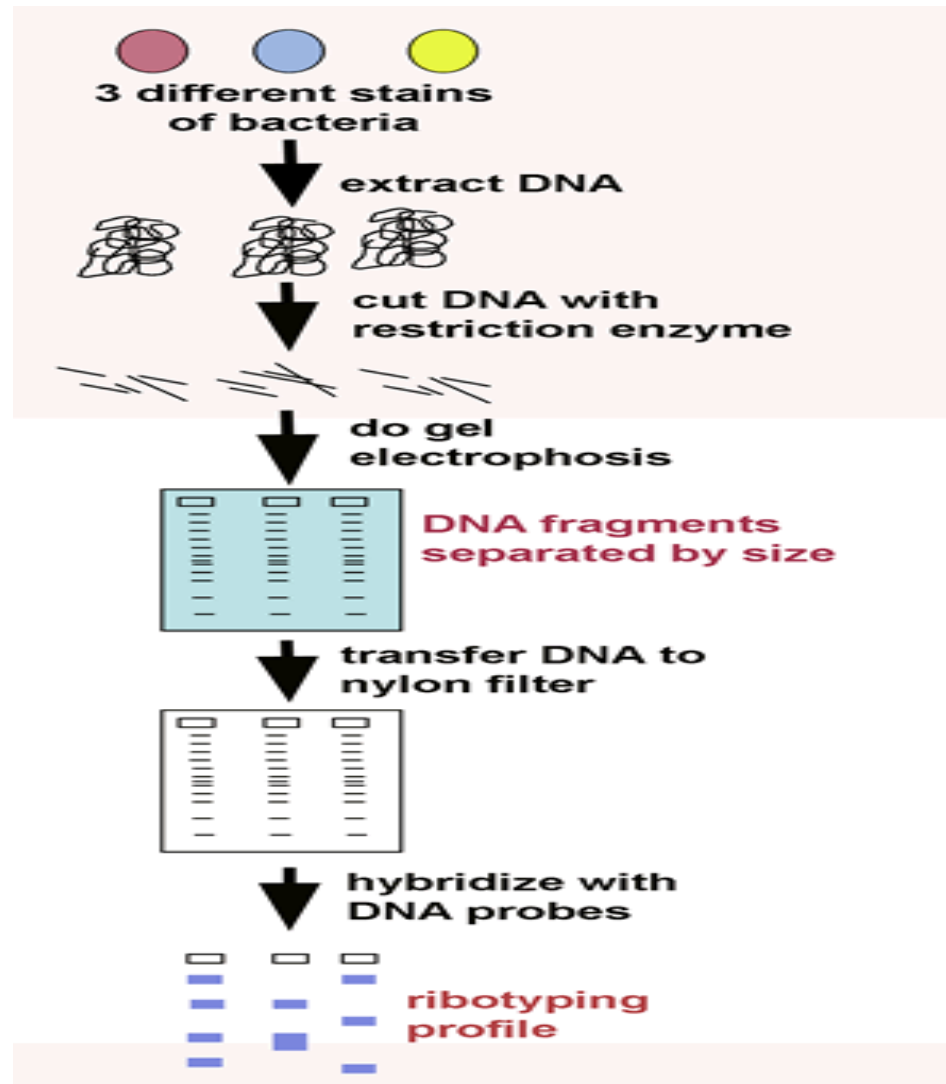 3 different stains
of bacteria
extract DNA
cut DNA with
restriction enzyme
do gel
electrophosis
DNA fragments
separated by size
transfer DNA to
nylon filter
hybridize with
DNA probes
ribotyping
profile